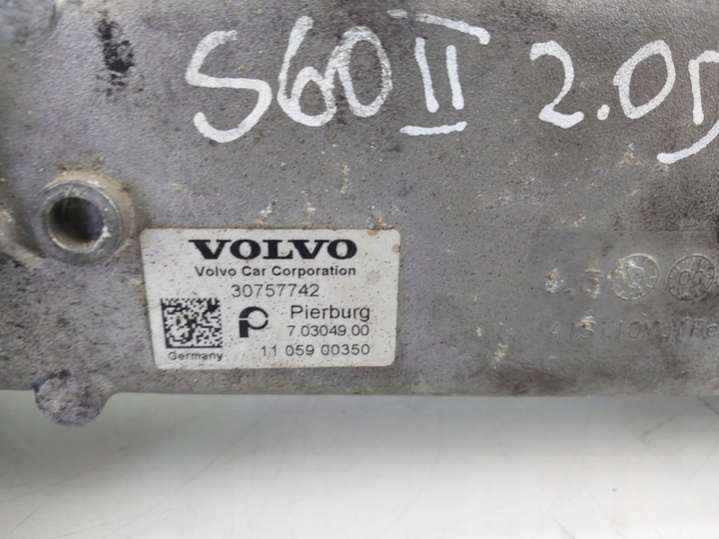 S60 II 2.0D
VOLVO
Volvo Car Corporation
30757742
Pierburg
7.03049.00
Germany
11 059 00350